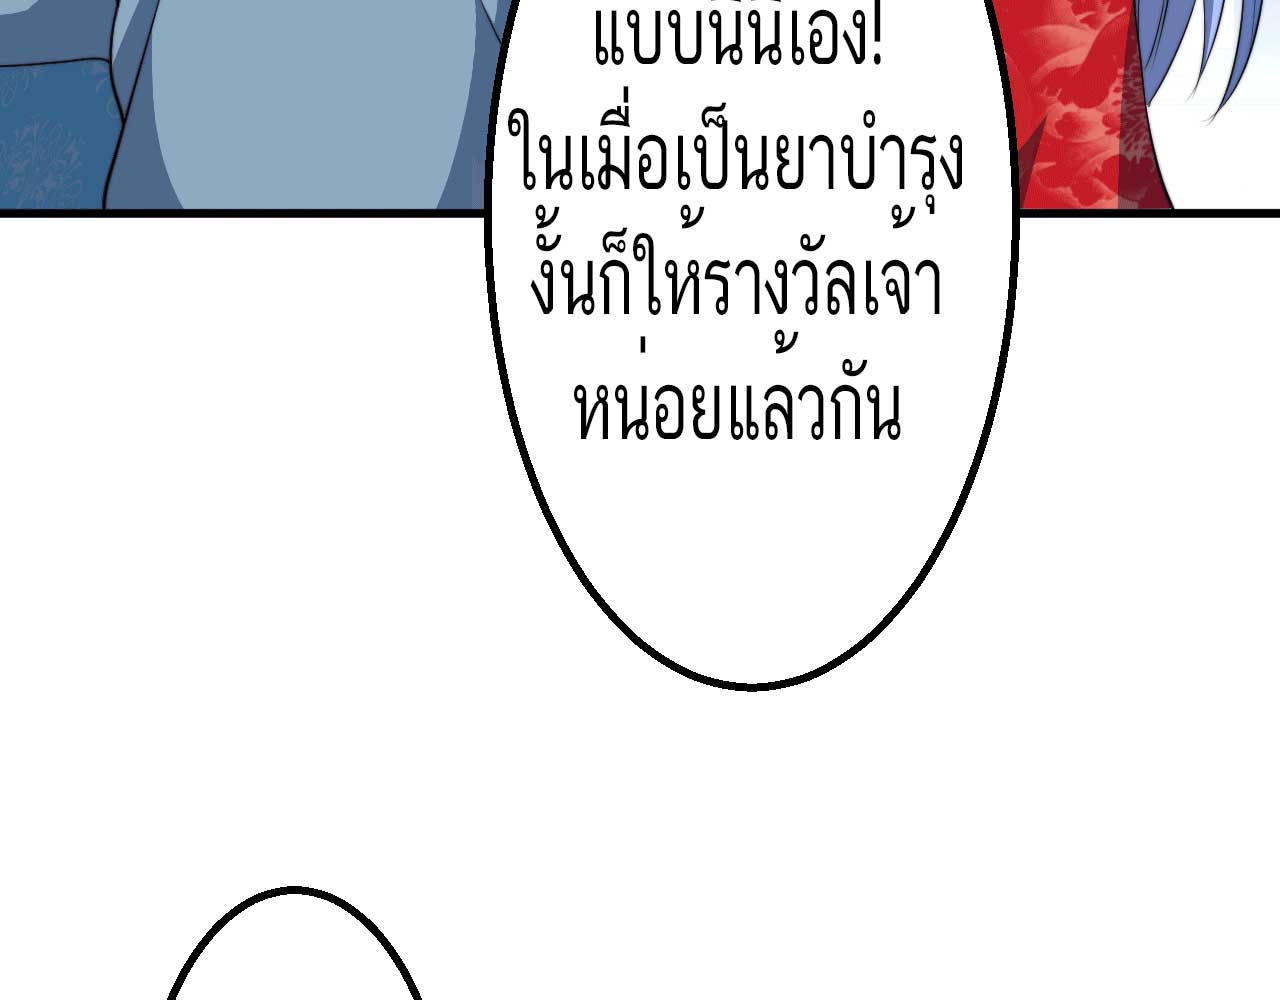 แบบนี้นี่เอง!
ในเมื่อเป็นยาบำรุง
งั้นก็ให้รางวัลเจ้า
หน่อยแล้วกัน